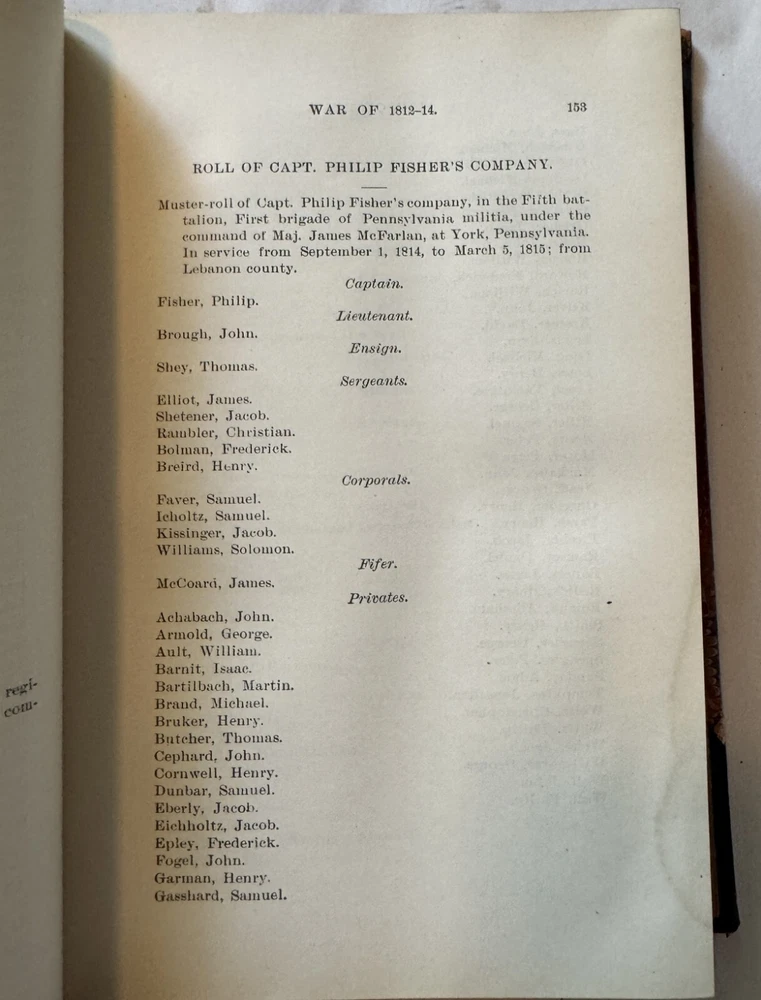 WAR OF 1812-14.
153
ROLL OF CAPT. PHILIP FISHER'S COMPANY.
Muster-roll of Capt. Philip Fisher's company, in the Fifth bat-
talion, First brigade of Pennsylvania militia, under the
command of Maj. James McFarlan, at York, Pennsylvania.
In service from September 1, 1814, to March 5, 1815; from
Lebanon county.
Captain.
Fisher, Philip.
Lieutenant.
Brough, John.
Ensign.
Shey, Thomas.
Sergeants.
Elliot, James.
Shetener, Jacob.
Rambler, Christian.
Bolman, Frederick.
Breird, Henry.
Corporals.
Faver, Samuel.
Icholtz, Samuel.
Kissinger, Jacob.
Williams, Solomon.
Fifer.
McCoard, James.
Privates.
Achabach, John.
Armold, George.
Ault, William.
Barnit, Isaac.
Bartilbach, Martin.
Brand, Michael.
Bruker, Henry.
Butcher, Thomas.
Cephard, John.
Cornwell, Henry.
Dunbar, Samuel.
Eberly, Jacob.
Eichholtz, Jacob.
Epley, Frederick.
Fogel, John.
Garman, Henry.
Gasshard, Samuel.
regi-
com-